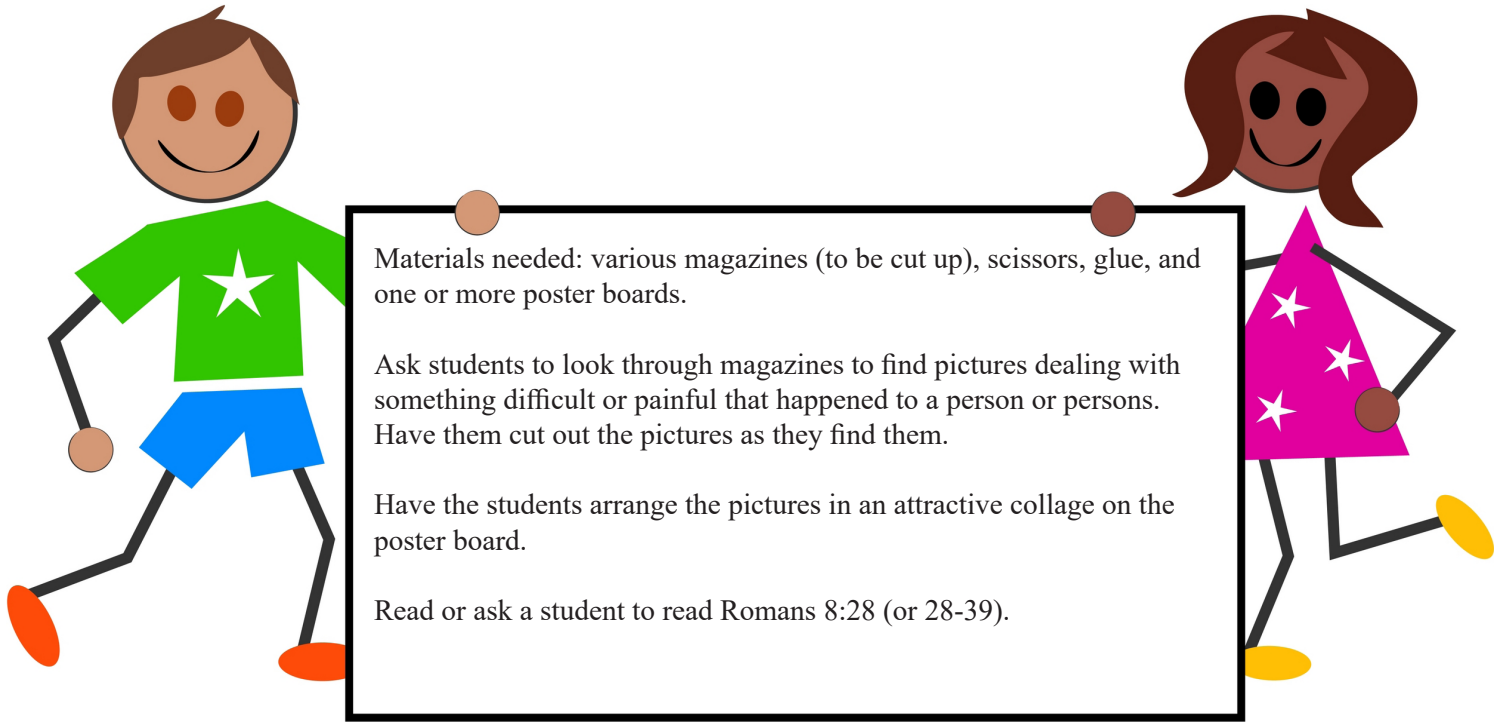 Materials needed: various magazines (to be cut up), scissors, glue, and
one or more poster boards.
Ask students to look through magazines to find pictures dealing with
something difficult or painful that happened to a person or persons.
Have them cut out the pictures as they find them.
Have the students arrange the pictures in an attractive collage on the
poster board.
Read or ask a student to read Romans 8:28 (or 28-39).